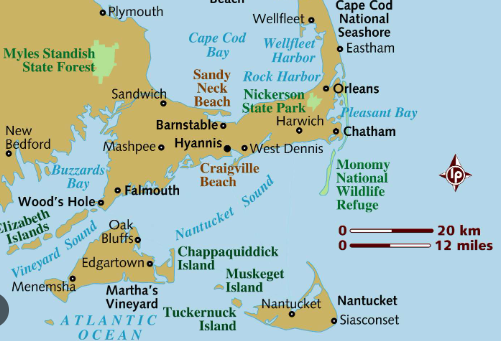 Beach
Plymouth
Wellfleet
Cape Cod
National
Seashore
Cape Cod
Bay
Wellfleet
Harbor
Eastham
Myles Standish
State Forest
Sandy
Neck
Beach
Rock Harbor
Orleans
Sandwich
Nickerson
State Park
Pleasant Bay
Barnstable
Harwich
Chatham
New
Bedford
Mashpee
Hyannis
West Dennis
Buzzards
Bay
Craigville
Beach
Monomy
National
Wildlife
Refuge
LP
Falmouth
Wood's Hole
Nantucket Sound
Elizabeth
Islands
Oak
Bluffs
0 20 km
0 12 miles
Vineyard Sound
Edgartown
Chappaquiddick
Island
Menemsha
Martha's
Vineyard
Muskeget
Island
Tuckernuck
Island
Nantucket
Nantucket
Siasconset
ATLANTIC
OCEAN